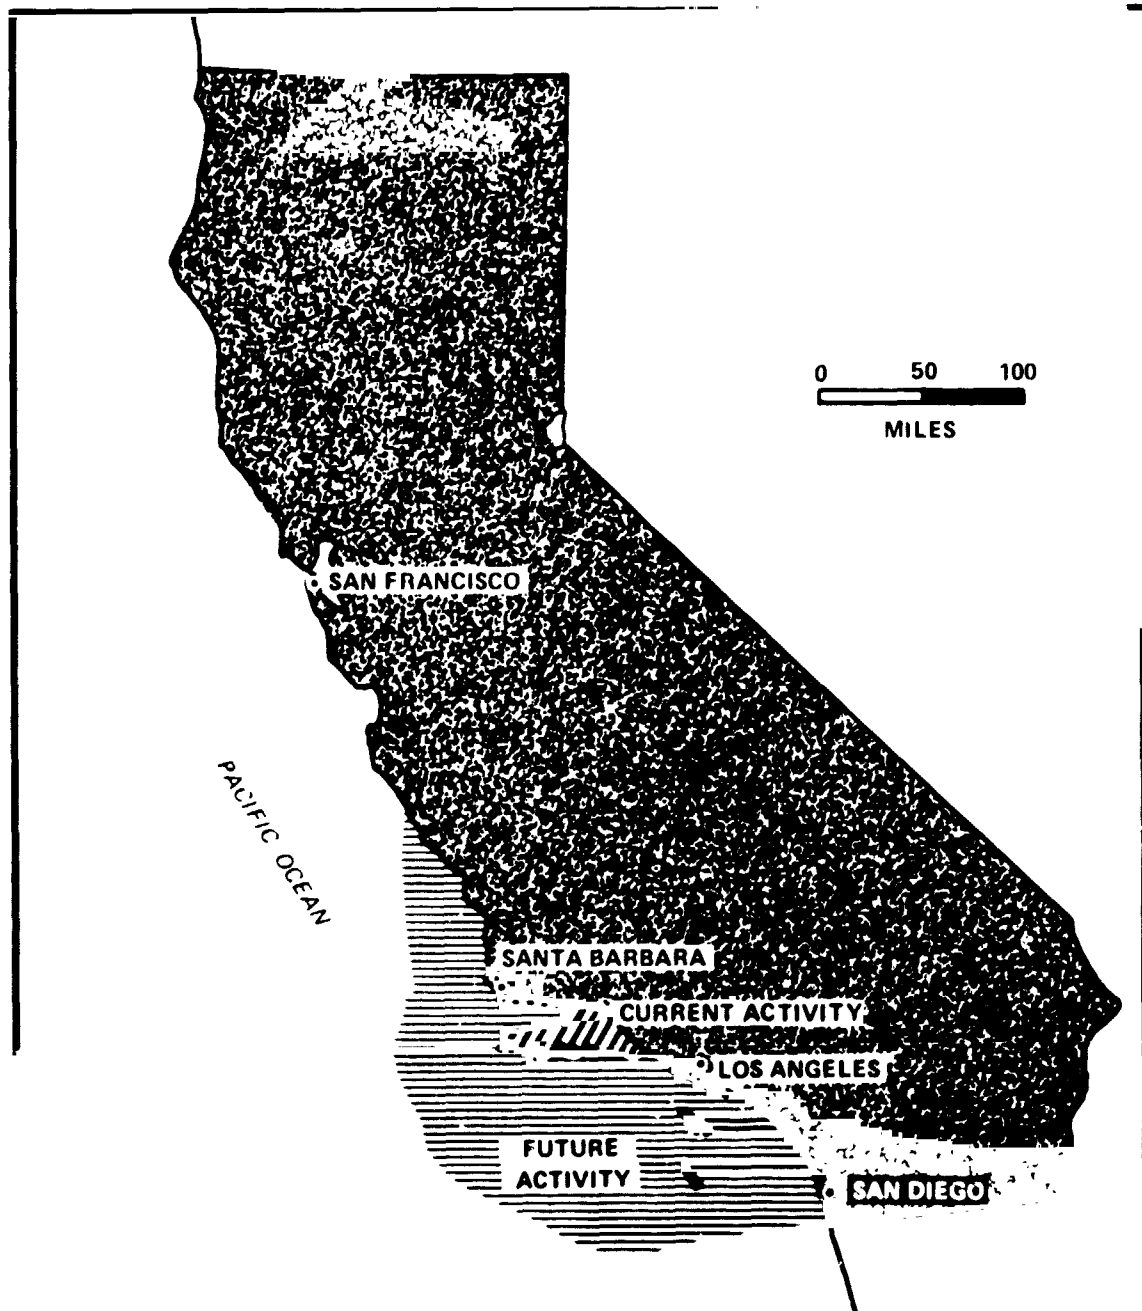 0 50 100
MILES
SAN FRANCISCO
PACIFIC OCEAN
SANTA BARBARA
CURRENT ACTIVITY
LOS ANGELES
FUTURE
ACTIVITY
SAN DIEGO